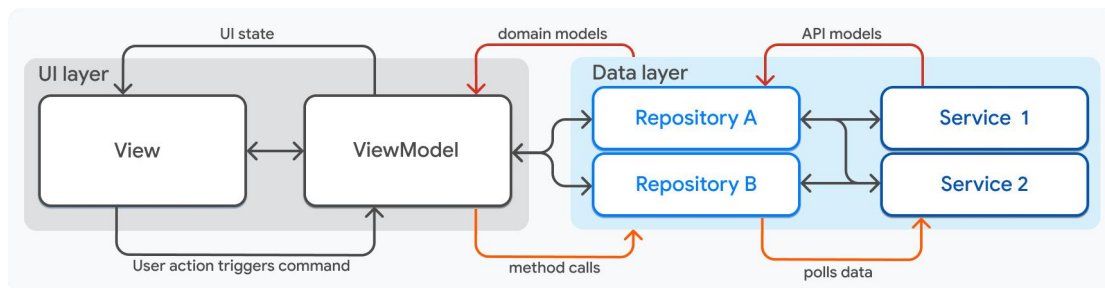 UI state
domain models
API models
UI layer
Data layer
View
ViewModel
Repository A
Service 1
Repository B
Service 2
User action triggers command
method calls
polls data